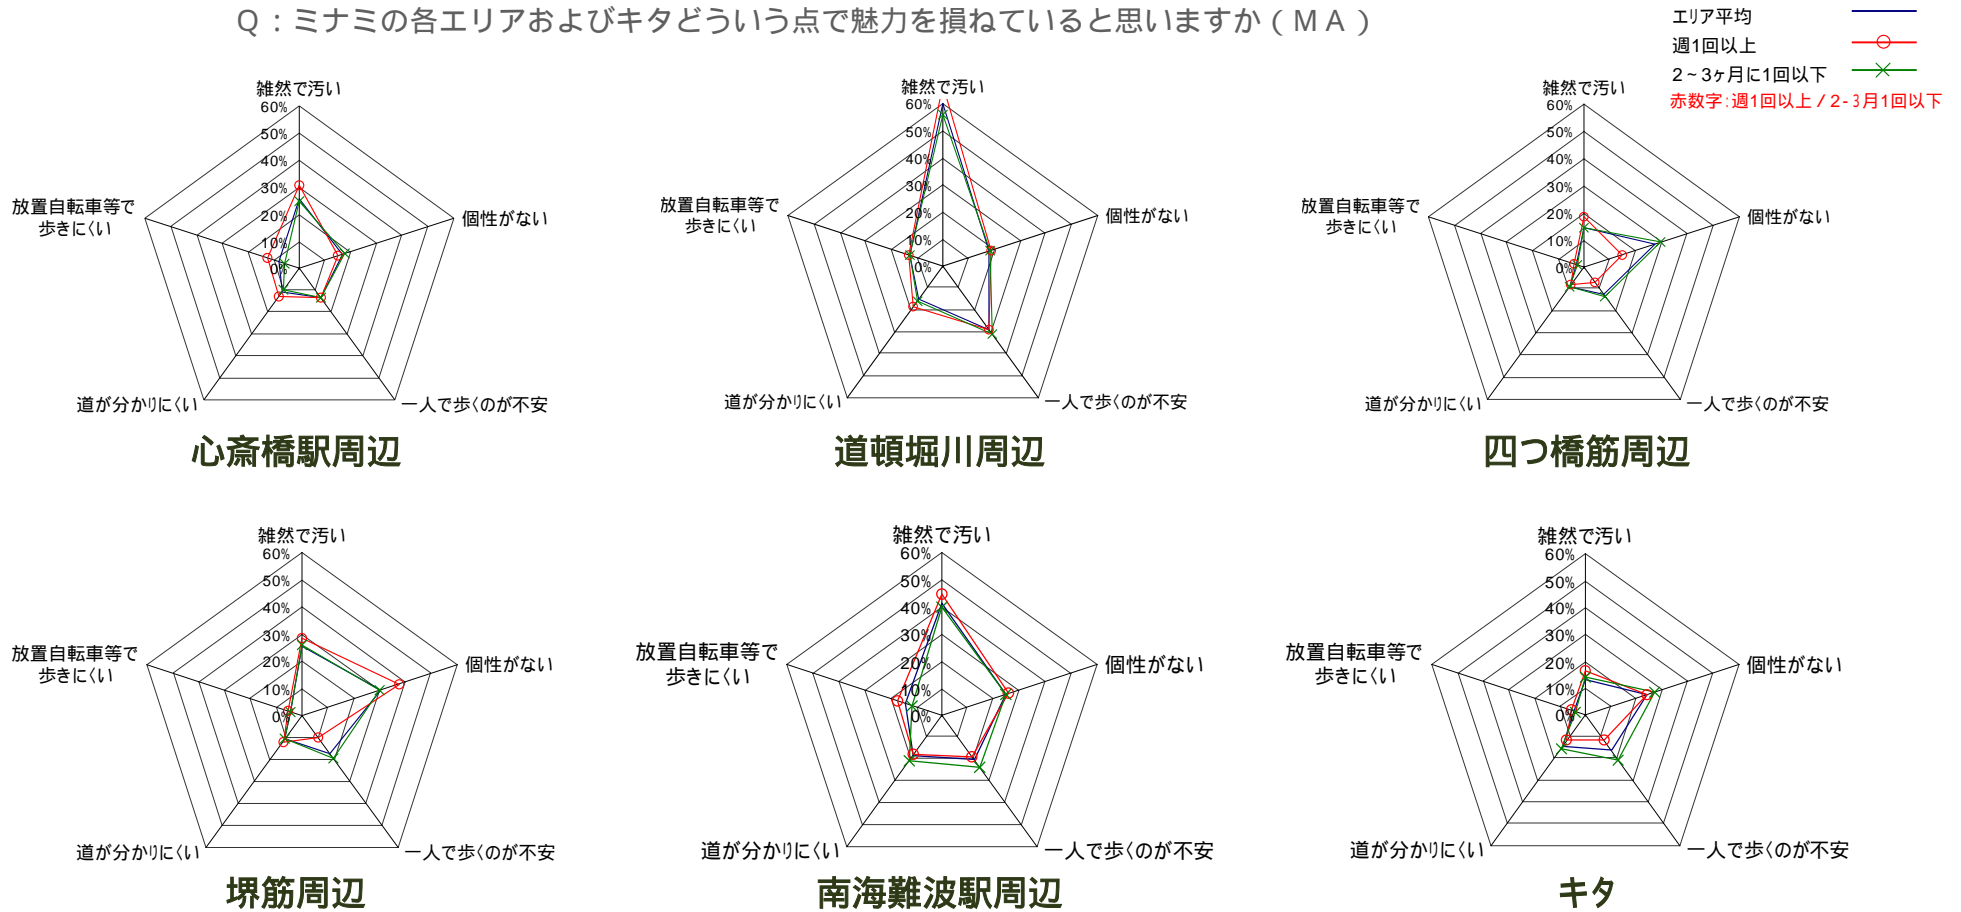 Q：ミナミの各エリアおよびキタどういう点で魅力を損ねていると思いますか（ＭＡ）
エリア平均
週1回以上
2～3ヶ月に1回以下
赤数字:週1回以上 / 2-3月1回以下
雑然で汚い
60%
50%
40%
30%
20%
10%
0%
放置自転車等で
歩きにくい
個性がない
道が分かりにくい
一人で歩くのが不安
心斎橋駅周辺
雑然で汚い
60%
50%
40%
30%
20%
10%
0%
放置自転車等で
歩きにくい
個性がない
道が分かりにくい
一人で歩くのが不安
道頓堀川周辺
雑然で汚い
60%
50%
40%
30%
20%
10%
0%
放置自転車等で
歩きにくい
個性がない
道が分かりにくい
一人で歩くのが不安
四つ橋筋周辺
雑然で汚い
60%
50%
40%
30%
20%
10%
0%
放置自転車等で
歩きにくい
個性がない
道が分かりにくい
一人で歩くのが不安
堺筋周辺
雑然で汚い
60%
50%
40%
30%
20%
10%
0%
放置自転車等で
歩きにくい
個性がない
道が分かりにくい
一人で歩くのが不安
南海難波駅周辺
雑然で汚い
60%
50%
40%
30%
20%
10%
0%
放置自転車等で
歩きにくい
個性がない
道が分かりにくい
一人で歩くのが不安
キタ